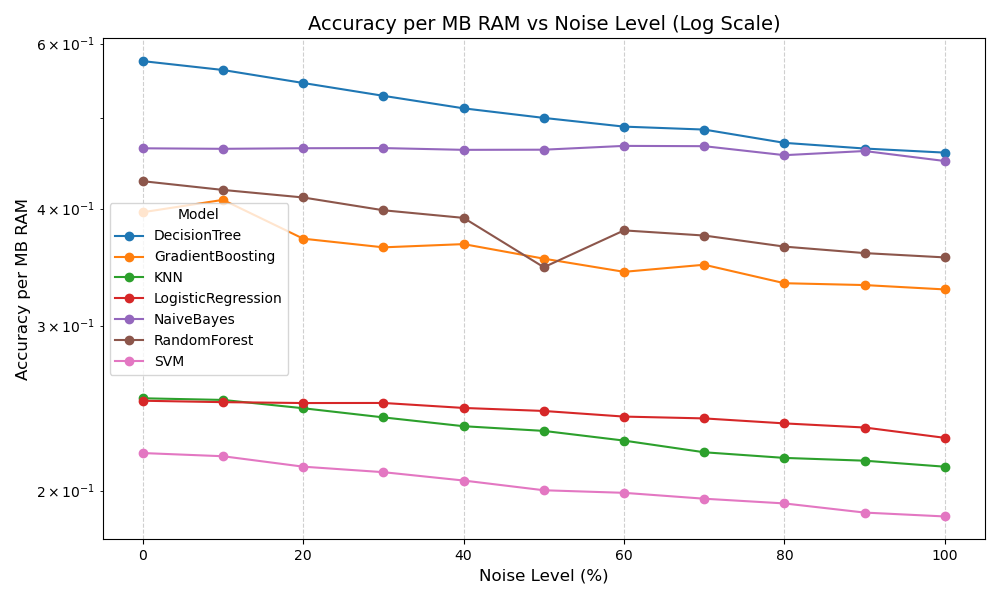 Accuracy per MB RAM vs Noise Level (Log Scale)
Accuracy per MB RAM
6 × 10⁻¹
4 × 10⁻¹
3 × 10⁻¹
2 × 10⁻¹
Model
DecisionTree
GradientBoosting
KNN
LogisticRegression
NaiveBayes
RandomForest
SVM
0 20 40 60 80 100
Noise Level (%)